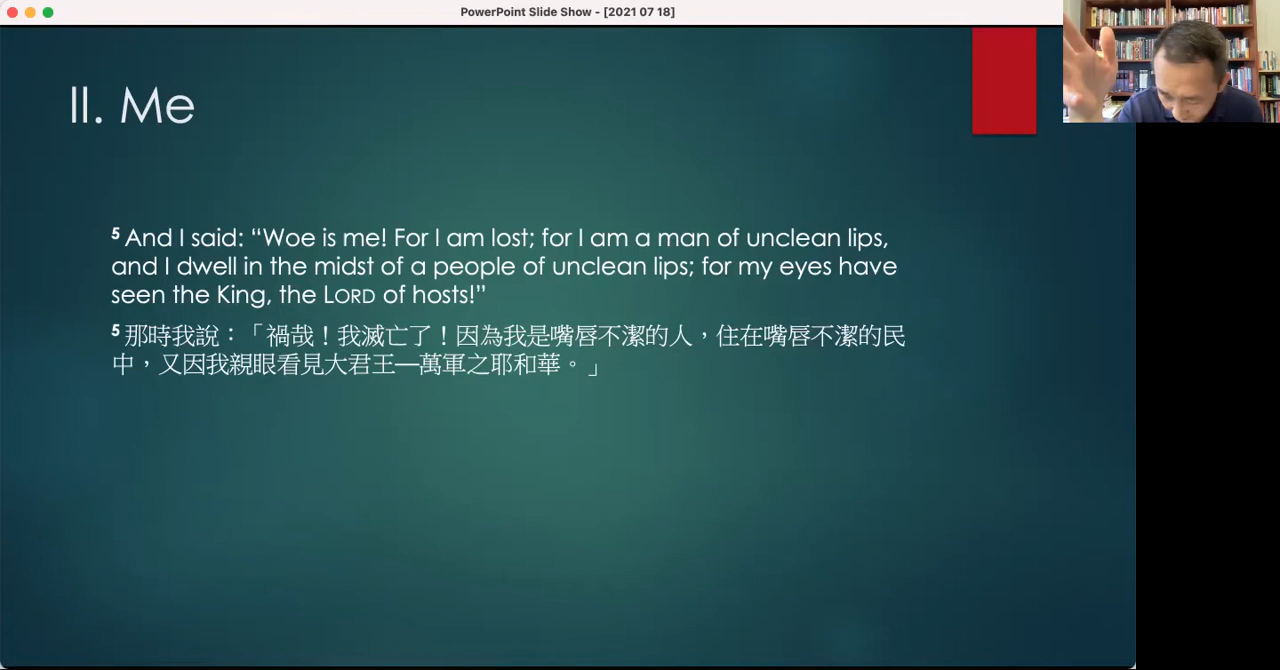 PowerPoint Slide Show - [2021 07 18]
II. Me
5 And I said: “Woe is me! For I am lost; for I am a man of unclean lips,
and I dwell in the midst of a people of unclean lips; for my eyes have
seen the King, the LORD of hosts!”
5 那時我說：「禍哉！我滅亡了！因為我是嘴唇不潔的人，住在嘴唇不潔的民
中，又因我親眼看見大君王—萬軍之耶和華。」